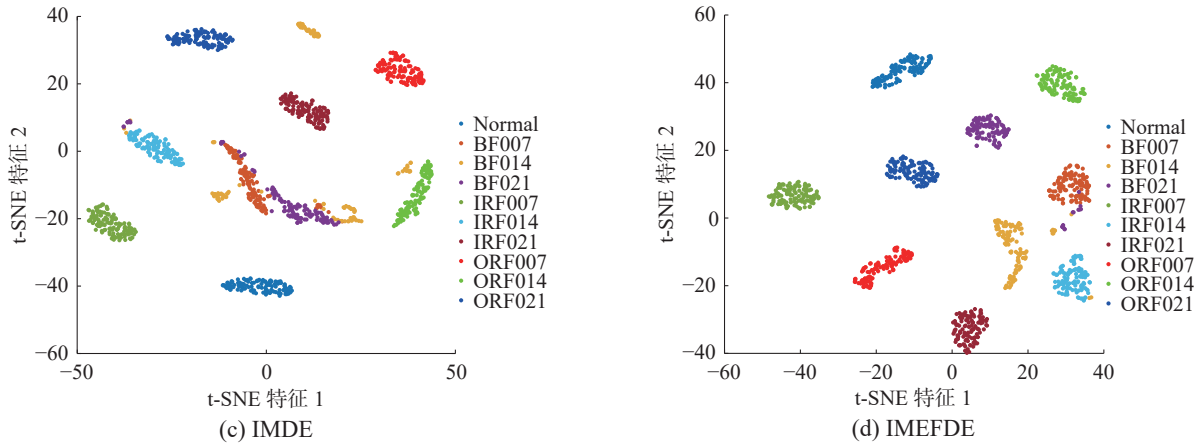 40
20
0
−20
−40
−60
−50
0
50
t-SNE 特征 2
t-SNE 特征 1
Normal
BF007
BF014
BF021
IRF007
IRF014
IRF021
ORF007
ORF014
ORF021
(c) IMDE
60
40
20
0
−20
−40
−60
−40
−20
0
20
40
t-SNE 特征 2
t-SNE 特征 1
Normal
BF007
BF014
BF021
IRF007
IRF014
IRF021
ORF007
ORF014
ORF021
(d) IMEFDE